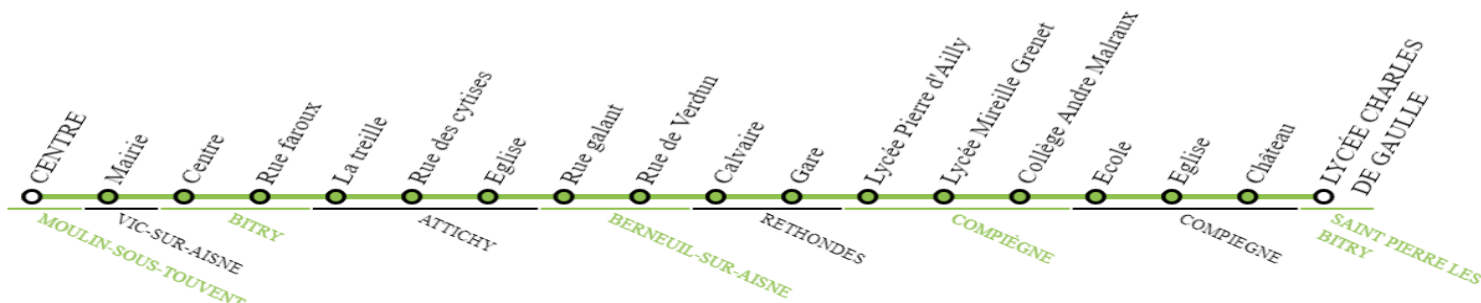 CENTRE
Mairie
Centre
Rue faroux
La treille
Rue des cytises
Eglise
Rue galant
Rue de Verdun
Calvaire
Gare
Lycée Pierre d'Ailly
Lycée Mireille Grenet
Collège Andre Malraux
Ecole
Eglise
Château
LYCÉE CHARLES
DE GAULLE
MOULIN-SOUS-TOUVENT
VIC-SUR-AISNE
BITRY
ATTICHY
BERNEUIL-SUR-AISNE
RETHONDES
COMPIÈGNE
COMPIEGNE
SAINT PIERRE LES
BITRY